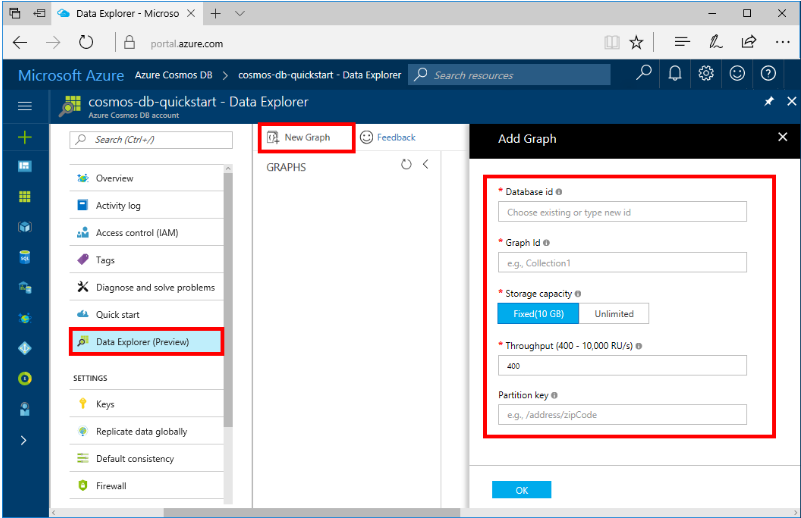 Data Explorer - Microso
portal.azure.com
Microsoft Azure Azure Cosmos DB > cosmos-db-quickstart - Data Explorer
Search resources
cosmos-db-quickstart - Data Explorer
Azure Cosmos DB account
Search (Ctrl+/)
Overview
Activity log
Access control (IAM)
Tags
Diagnose and solve problems
Quick start
Data Explorer (Preview)
SETTINGS
Keys
Replicate data globally
Default consistency
Firewall
New Graph
Feedback
GRAPHS
Add Graph
* Database id
Choose existing or type new id
* Graph Id
e.g., Collection1
* Storage capacity
Fixed(10 GB) Unlimited
* Throughput (400 - 10,000 RU/s)
400
Partition key
e.g., /address/zipCode
OK